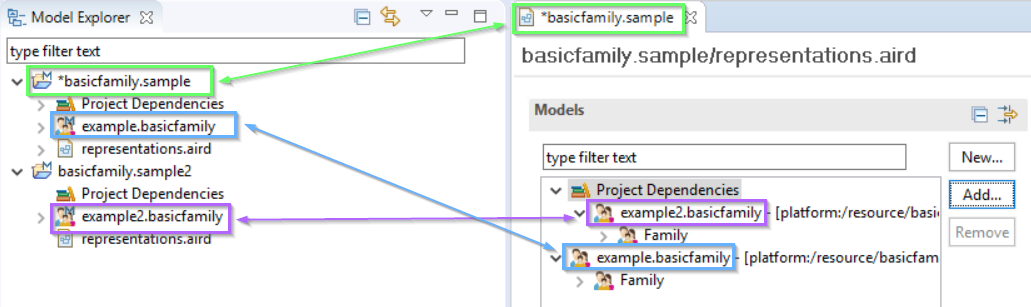 Model Explorer
type filter text
*basicfamily.sample
Project Dependencies
example.basicfamily
representations.aird
basicfamily.sample2
Project Dependencies
example2.basicfamily
representations.aird
*basicfamily.sample
basicfamily.sample/representations.aird
Models
type filter text
New...
Add...
Remove
Project Dependencies
example2.basicfamily - [platform:/resource/basic
Family
example.basicfamily - [platform:/resource/basicfam
Family